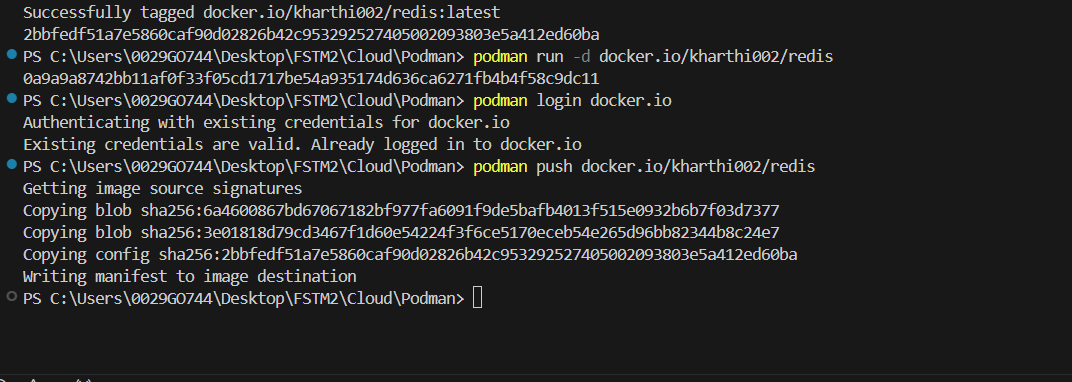 Successfully tagged docker.io/kharthi002/redis:latest
2bbfedf51a7e5860caf90d02826b42c953292527405002093803e5a412ed60ba
PS C:\Users\0029GO744\Desktop\FSTM2\Cloud\Podman> podman run -d docker.io/kharthi002/redis
0a9a9a8742bb11af0f33f05cd1717be54a935174d636ca6271fb4b4f58c9dc11
PS C:\Users\0029GO744\Desktop\FSTM2\Cloud\Podman> podman login docker.io
Authenticating with existing credentials for docker.io
Existing credentials are valid. Already logged in to docker.io
PS C:\Users\0029GO744\Desktop\FSTM2\Cloud\Podman> podman push docker.io/kharthi002/redis
Getting image source signatures
Copying blob sha256:6a4600867bd67067182bf977fa6091f9de5bafb4013f515e0932b6b7f03d7377
Copying blob sha256:3e01818d79cd3467f1d60e54224f3f6ce5170eceb54e265d96bb82344b8c24e7
Copying config sha256:2bbfedf51a7e5860caf90d02826b42c953292527405002093803e5a412ed60ba
Writing manifest to image destination
PS C:\Users\0029GO744\Desktop\FSTM2\Cloud\Podman>